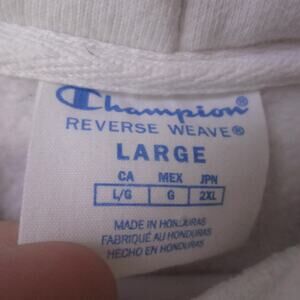 Champion®
REVERSE WEAVE®
LARGE
CA MEX JPN
L/G G 2XL
MADE IN HONDURAS
FABRIQUÉ AU HONDURAS
HECHO EN HONDURAS